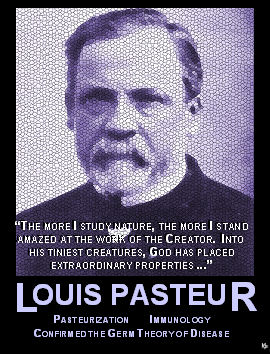 “The more I study nature, the more I stand
amazed at the work of the Creator. Into
his tiniest creatures, God has placed
extraordinary properties ...”
Louis Pasteur
Pasteurization Immunology
Confirmed the Germ Theory of Disease